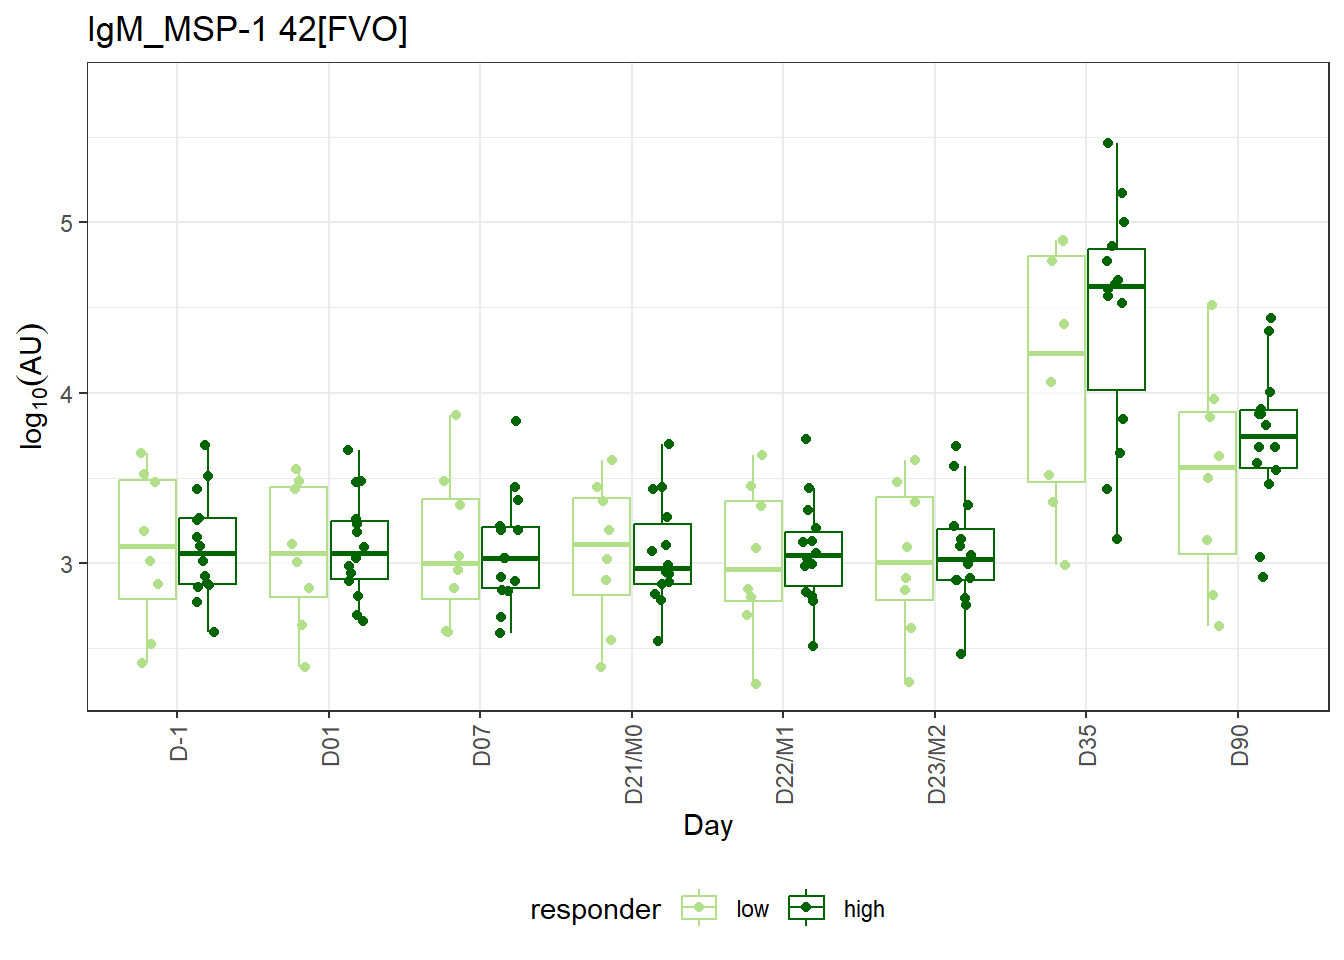 IgM_MSP-1 42[FVO]
log10(AU)
5
4
3
D-1
D01
D07
D21/M0
D22/M1
D23/M2
D35
D90
Day
responder low high